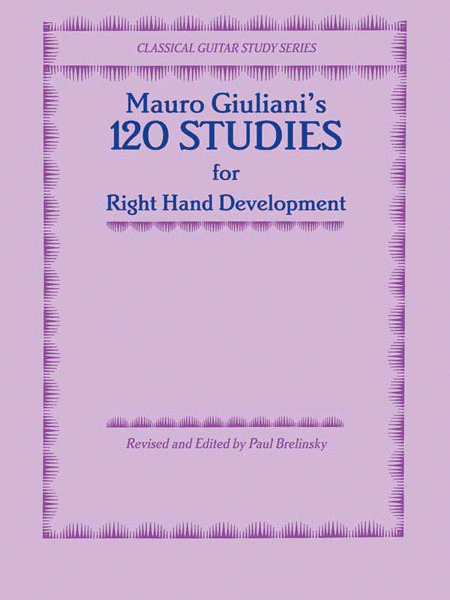 CLASSICAL GUITAR STUDY SERIES
Mauro Giuliani's
120 STUDIES
for
Right Hand Development
Revised and Edited by Paul Brelinsky